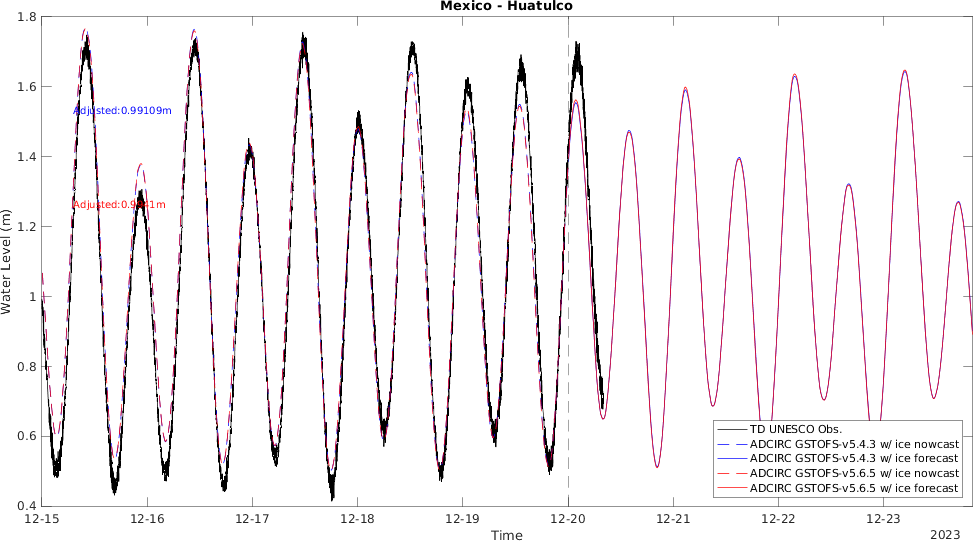 Mexico - Huatulco
1.8
1.6
1.4
1.2
1
0.8
0.6
0.4
Water Level (m)
Adjusted:0.99109m
TD UNESCO Obs.
ADCIRC GSTOFS-v5.4.3 w/ ice nowcast
ADCIRC GSTOFS-v5.4.3 w/ ice forecast
ADCIRC GSTOFS-v5.6.5 w/ ice nowcast
ADCIRC GSTOFS-v5.6.5 w/ ice forecast
12-15 12-16 12-17 12-18 12-19 12-20 12-21 12-22 12-23
Time
2023